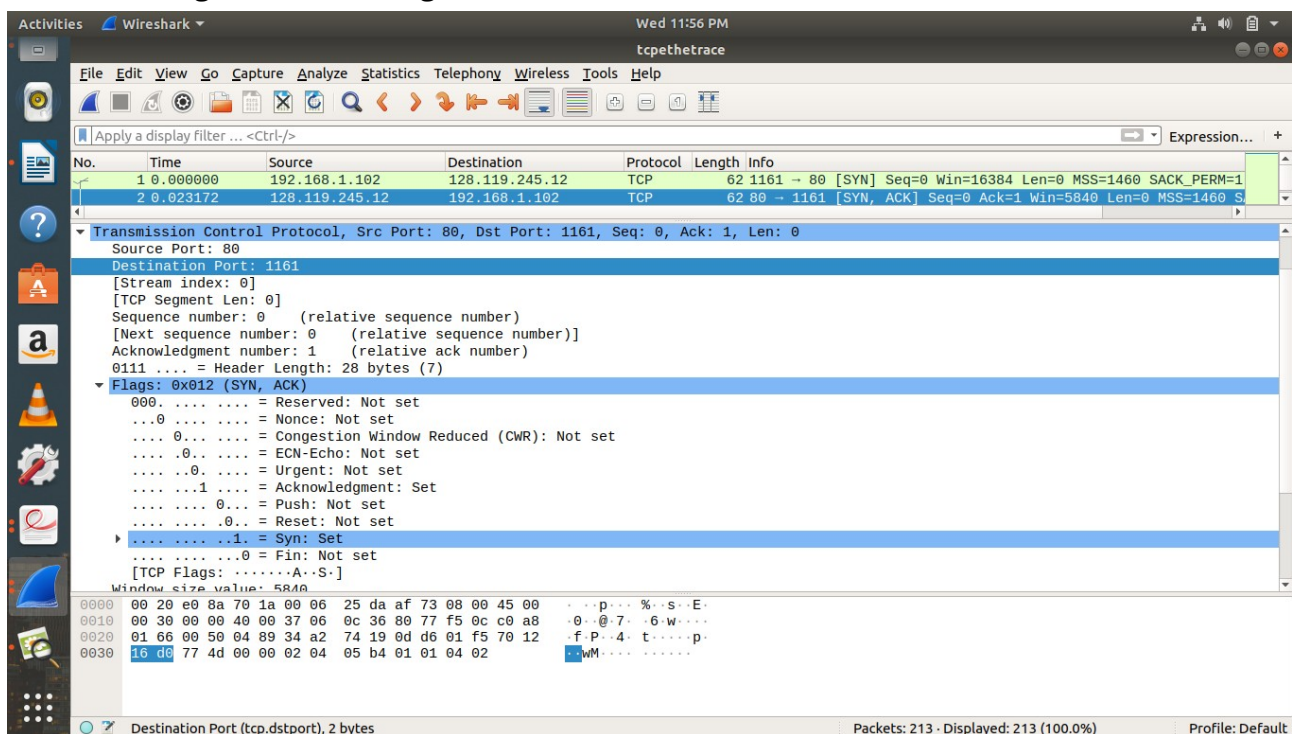 Activities Wireshark Wed 11:56 PM
tcpethetrace
File Edit View Go Capture Analyze Statistics Telephony Wireless Tools Help
Apply a display filter ... <Ctrl-/> Expression... +
No. Time Source Destination Protocol Length Info
1 0.000000 192.168.1.102 128.119.245.12 TCP 62 1161 → 80 [SYN] Seq=0 Win=16384 Len=0 MSS=1460 SACK_PERM=1
2 0.023172 128.119.245.12 192.168.1.102 TCP 62 80 → 1161 [SYN, ACK] Seq=0 Ack=1 Win=5840 Len=0 MSS=1460 S
Transmission Control Protocol, Src Port: 80, Dst Port: 1161, Seq: 0, Ack: 1, Len: 0
Source Port: 80
Destination Port: 1161
[Stream index: 0]
[TCP Segment Len: 0]
Sequence number: 0 (relative sequence number)
[Next sequence number: 0 (relative sequence number)]
Acknowledgment number: 1 (relative ack number)
0111 .... = Header Length: 28 bytes (7)
Flags: 0x012 (SYN, ACK)
000. .... .... = Reserved: Not set
...0 .... .... = Nonce: Not set
.... 0... .... = Congestion Window Reduced (CWR): Not set
.... .0.. .... = ECN-Echo: Not set
.... ..0. .... = Urgent: Not set
.... ...1 .... = Acknowledgment: Set
.... .... 0... = Push: Not set
.... .... .0.. = Reset: Not set
.... .... ..1. = Syn: Set
.... .... ...0 = Fin: Not set
[TCP Flags: ·······A··S·]
Window size value: 5840
0000 00 20 e0 8a 70 1a 00 06 25 da af 73 08 00 45 00 · ··p··· %··s··E·
0010 00 30 00 00 40 00 37 06 0c 36 80 77 f5 0c c0 a8 ·0··@·7· ·6·w····
0020 01 66 00 50 04 89 34 a2 74 19 0d d6 01 f5 70 12 ·f·P··4· t·····p·
0030 16 d0 77 4d 00 00 02 04 05 b4 01 01 04 02 ··wM···· ······
Destination Port (tcp.dstport), 2 bytes Packets: 213 · Displayed: 213 (100.0%) Profile: Default